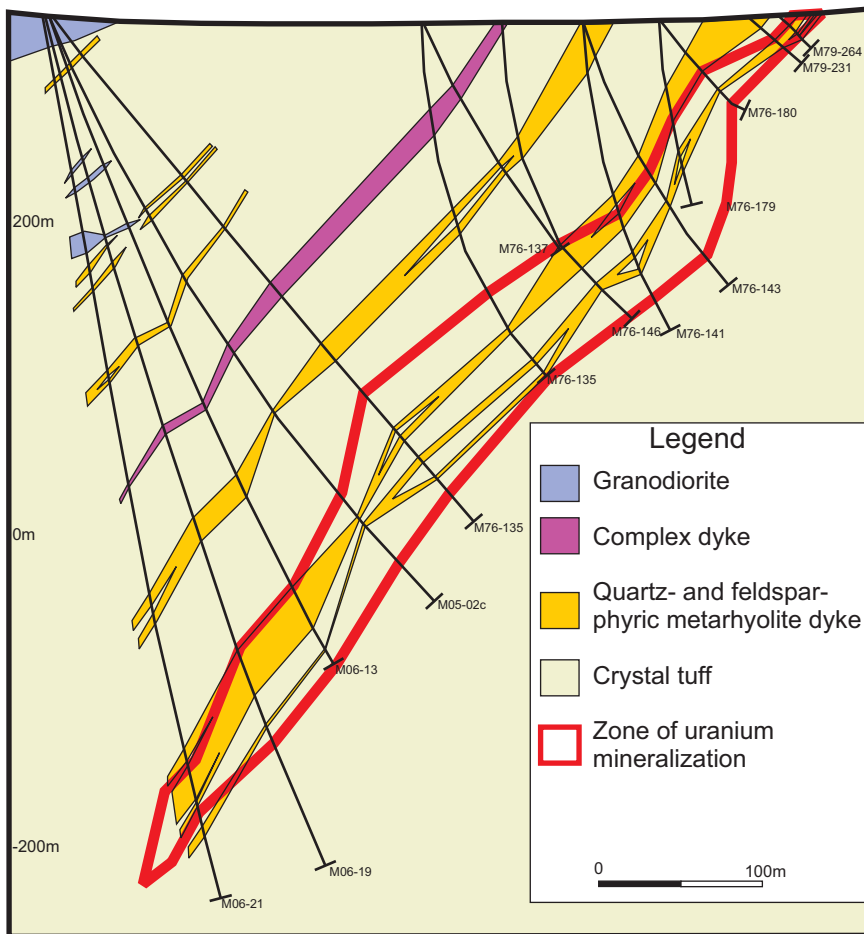 M79-264
M79-231
M76-180
M76-179
200m
M76-137
M76-143
M76-146
M76-141
M76-135
Legend
Granodiorite
Complex dyke
M76-135
0m
Quartz- and feldspar-
phyric metarhyolite dyke
M05-02c
M06-13
Crystal tuff
Zone of uranium
mineralization
-200m
0 100m
M06-19
M06-21